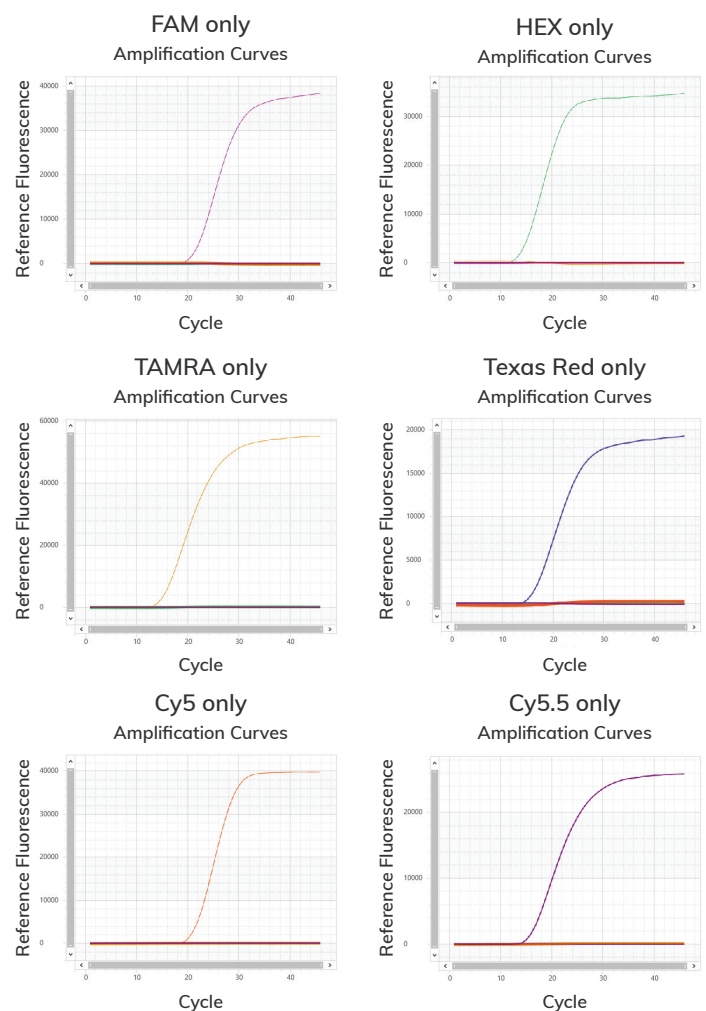 FAM only
Amplification Curves
Reference Fluorescence
40000
30000
20000
10000
0
0 10 20 30 40
Cycle
HEX only
Amplification Curves
Reference Fluorescence
30000
20000
10000
0
0 10 20 30 40
Cycle
TAMRA only
Amplification Curves
Reference Fluorescence
60000
40000
20000
0
0 10 20 30 40
Cycle
Texas Red only
Amplification Curves
Reference Fluorescence
20000
15000
10000
5000
0
0 10 20 30 40
Cycle
Cy5 only
Amplification Curves
Reference Fluorescence
40000
30000
20000
10000
0
0 10 20 30 40
Cycle
Cy5.5 only
Amplification Curves
Reference Fluorescence
20000
10000
0
0 10 20 30 40
Cycle